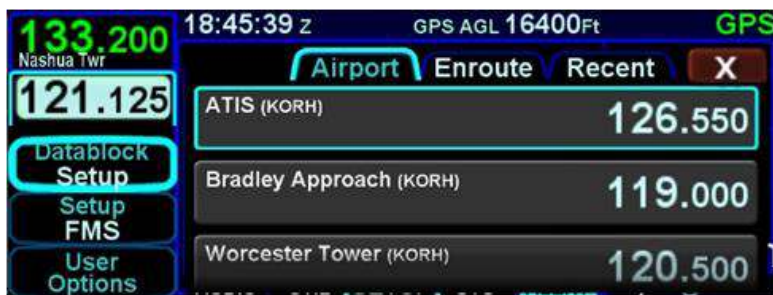 133.200
Nashua Twr
121.125
Datablock
Setup
Setup
FMS
User
Options
18:45:39 Z GPS AGL 16400Ft GPS
Airport Enroute Recent X
ATIS (KORH) 126.550
Bradley Approach (KORH) 119.000
Worcester Tower (KORH) 120.500